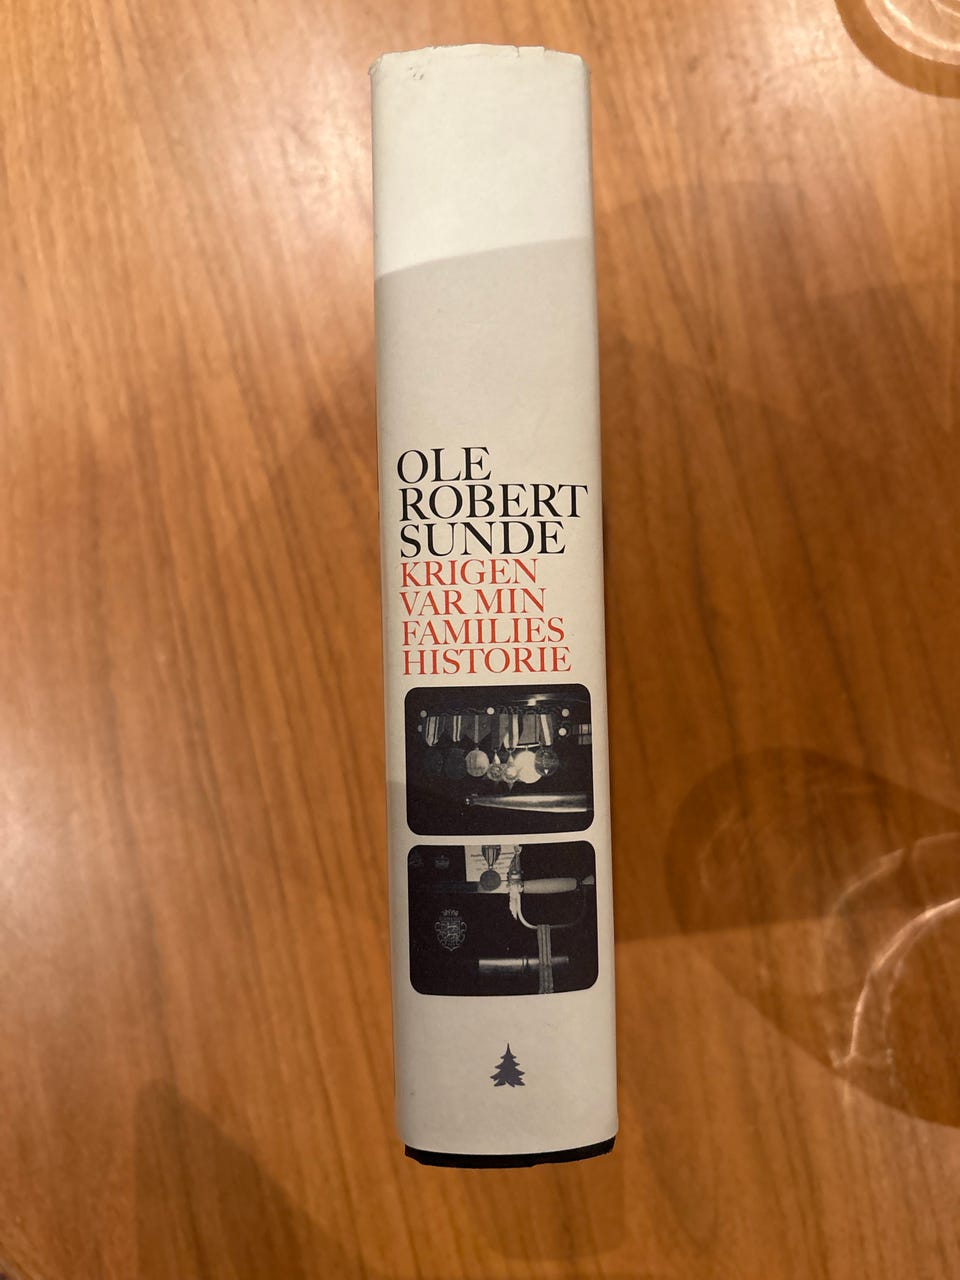 OLE
ROBERT
SUNDE
KRIGEN
VAR MIN
FAMILIES
HISTORIE